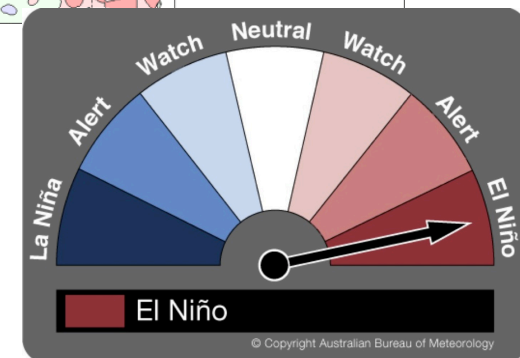 La Niña
Alert
Watch
Neutral
Watch
Alert
El Niño
El Niño
© Copyright Australian Bureau of Meteorology